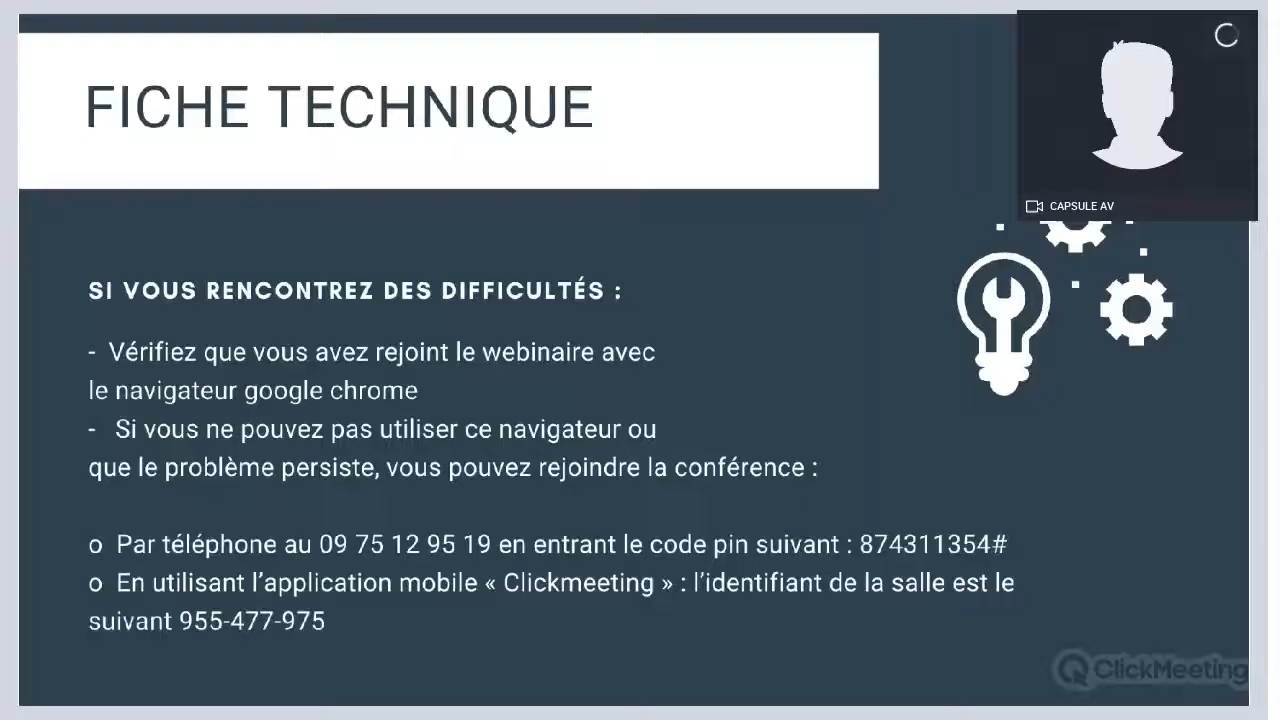 FICHE TECHNIQUE
CAPSULE AV
SI VOUS RENCONTREZ DES DIFFICULTÉS :
- Vérifiez que vous avez rejoint le webinaire avec
le navigateur google chrome
- Si vous ne pouvez pas utiliser ce navigateur ou
que le problème persiste, vous pouvez rejoindre la conférence :
o Par téléphone au 09 75 12 95 19 en entrant le code pin suivant : 874311354#
o En utilisant l’application mobile « Clickmeeting » : l’identifiant de la salle est le
suivant 955-477-975
ClickMeeting